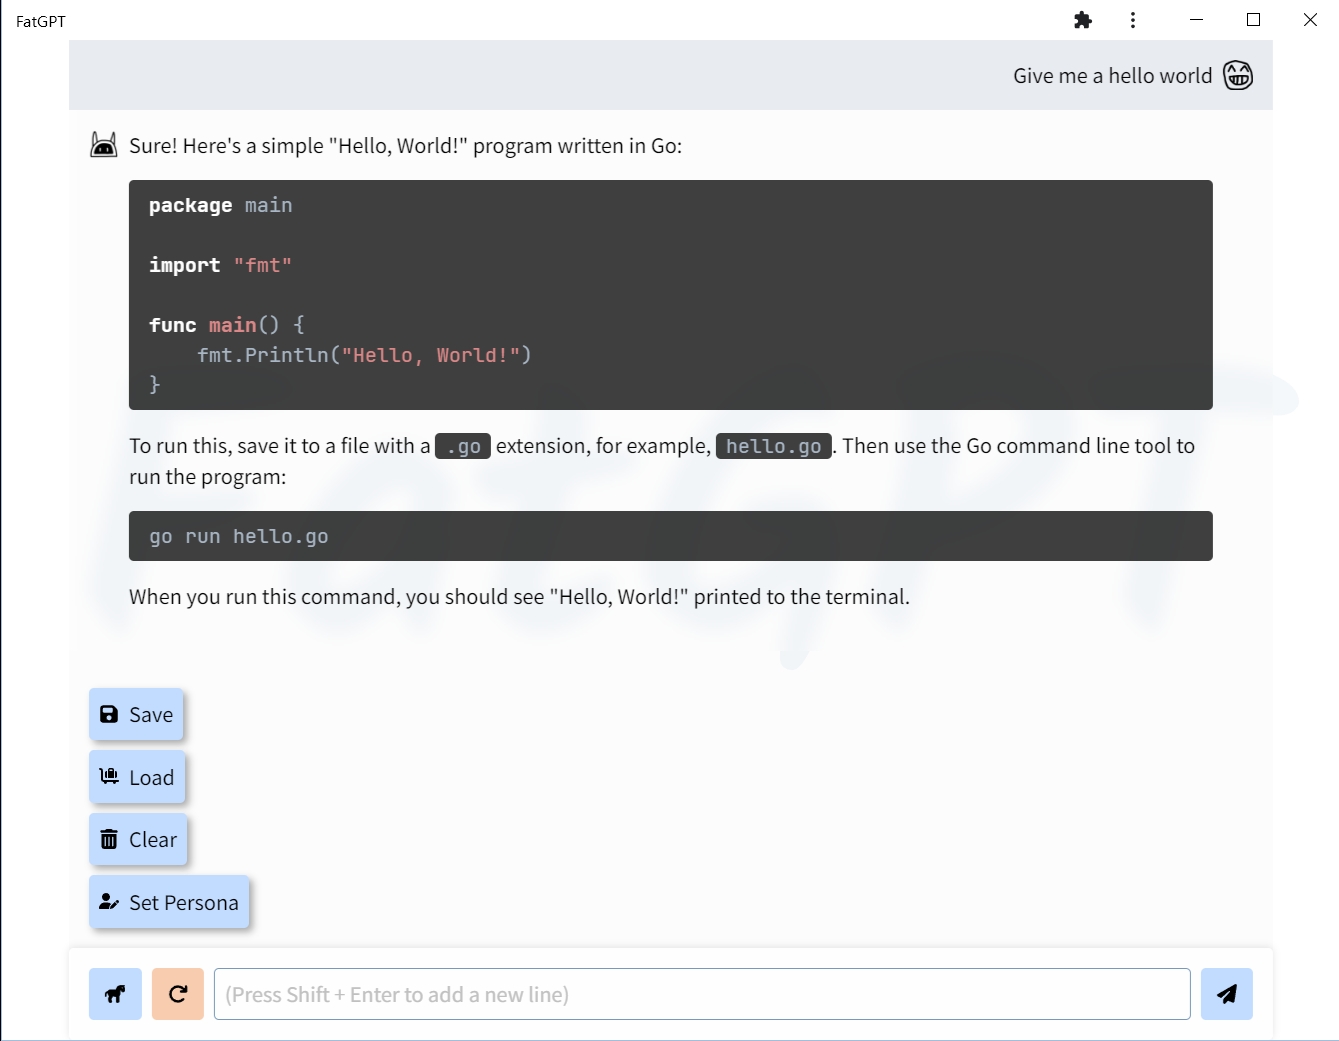 FatGPT
Give me a hello world
Sure! Here's a simple "Hello, World!" program written in Go:
package main
import "fmt"
func main() {
    fmt.Println("Hello, World!")
}
To run this, save it to a file with a .go extension, for example, hello.go. Then use the Go command line tool to
run the program:
go run hello.go
When you run this command, you should see "Hello, World!" printed to the terminal.
FatGPT
Save
Load
Clear
Set Persona
(Press Shift + Enter to add a new line)